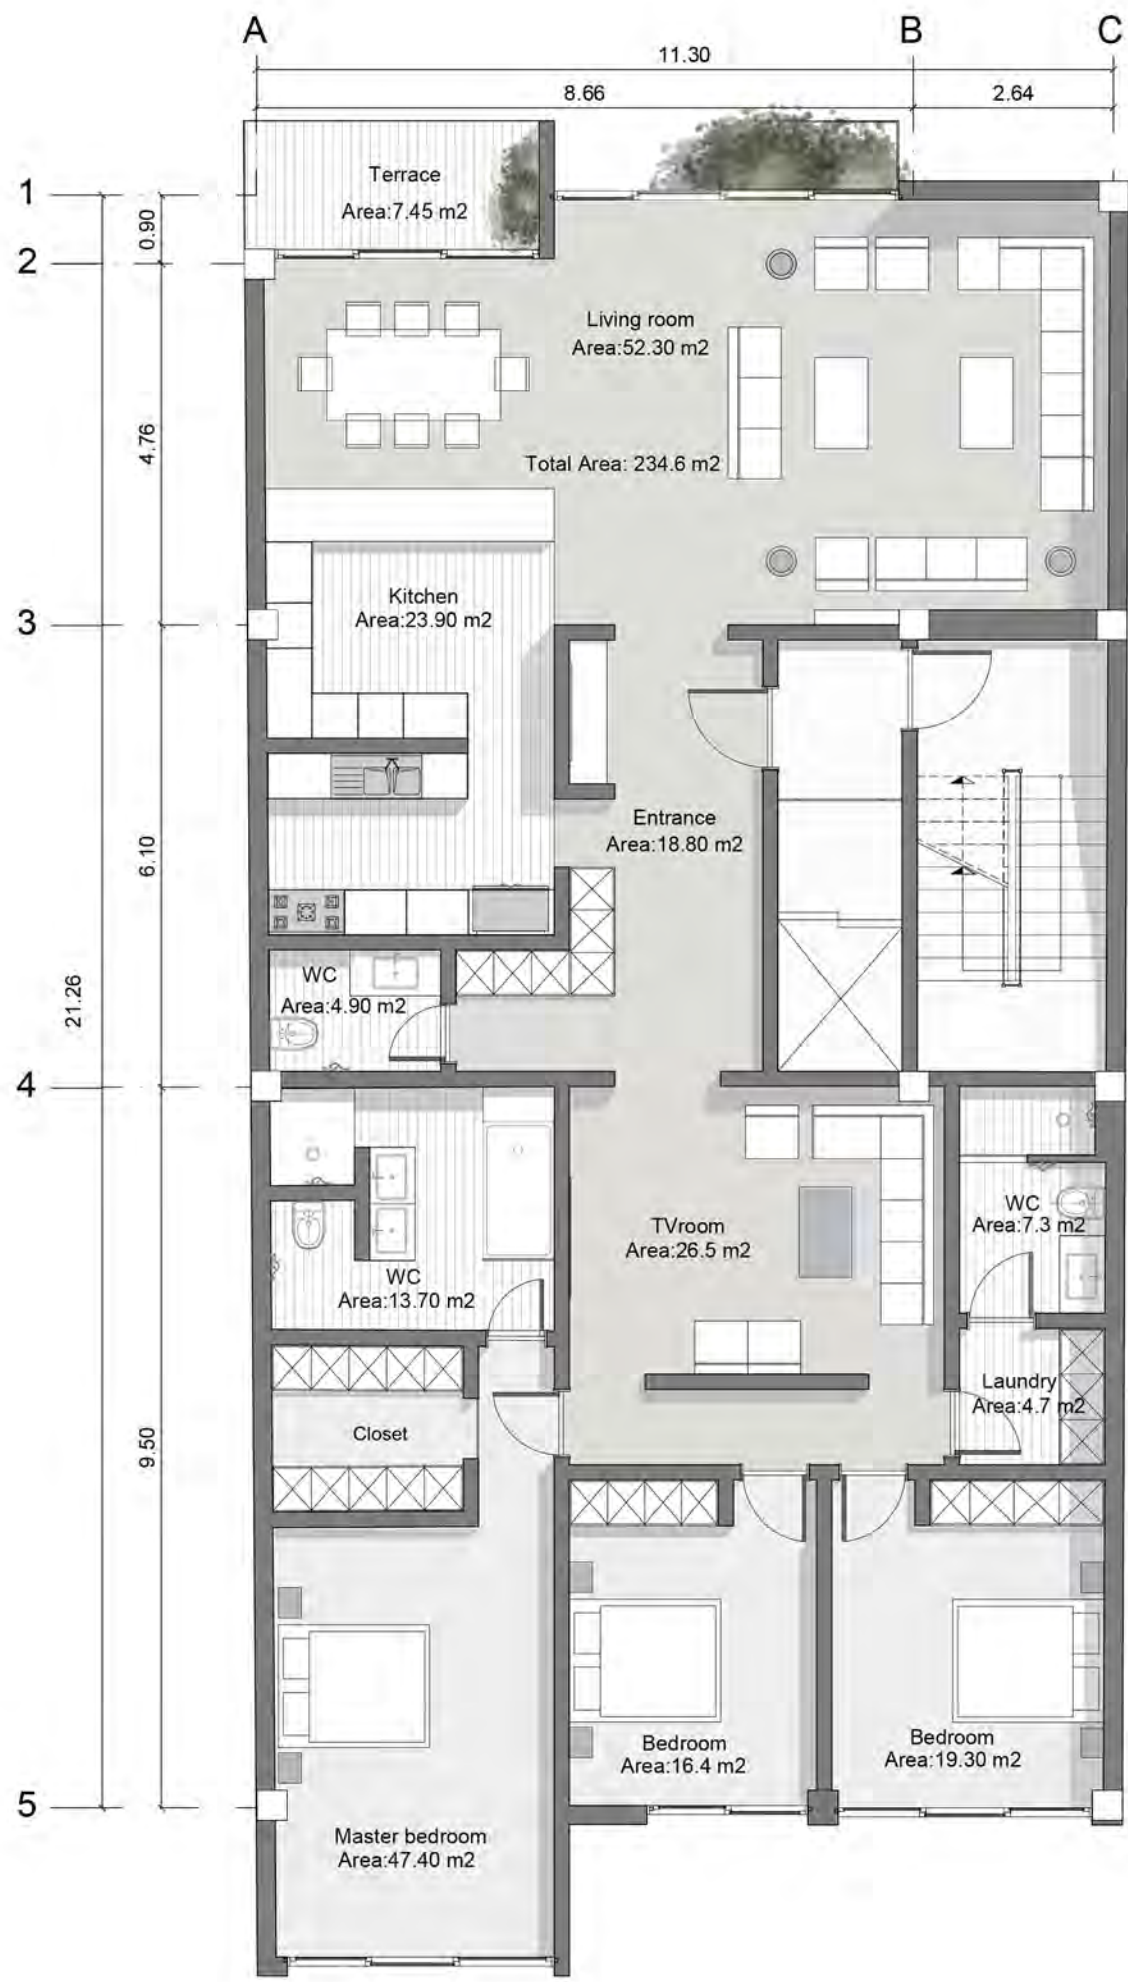 A
B
C
11.30
8.66
2.64
1
0.90
2
4.76
3
6.10
21.26
4
9.50
5
Terrace
Area:7.45 m2
Living room
Area:52.30 m2
Total Area: 234.6 m2
Kitchen
Area:23.90 m2
Entrance
Area:18.80 m2
WC
Area:4.90 m2
WC
Area:13.70 m2
TVroom
Area:26.5 m2
WC
Area:7.3 m2
Laundry
Area:4.7 m2
Closet
Bedroom
Area:16.4 m2
Bedroom
Area:19.30 m2
Master bedroom
Area:47.40 m2